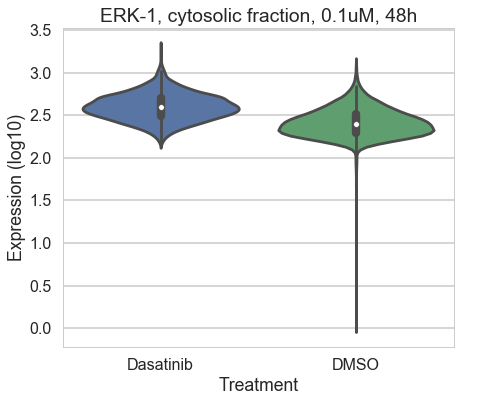 ERK-1, cytosolic fraction, 0.1uM, 48h
3.5
3.0
2.5
2.0
1.5
1.0
0.5
0.0
Expression (log10)
Dasatinib
DMSO
Treatment